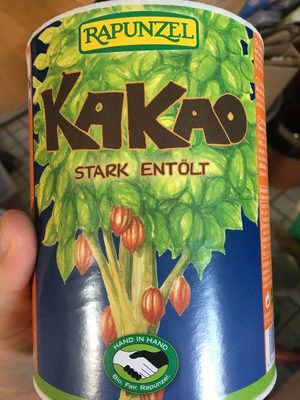 RAPUNZEL
KAKAO
STARK ENTÖLT
HAND IN HAND
Bio. Fair. Rapunzel.